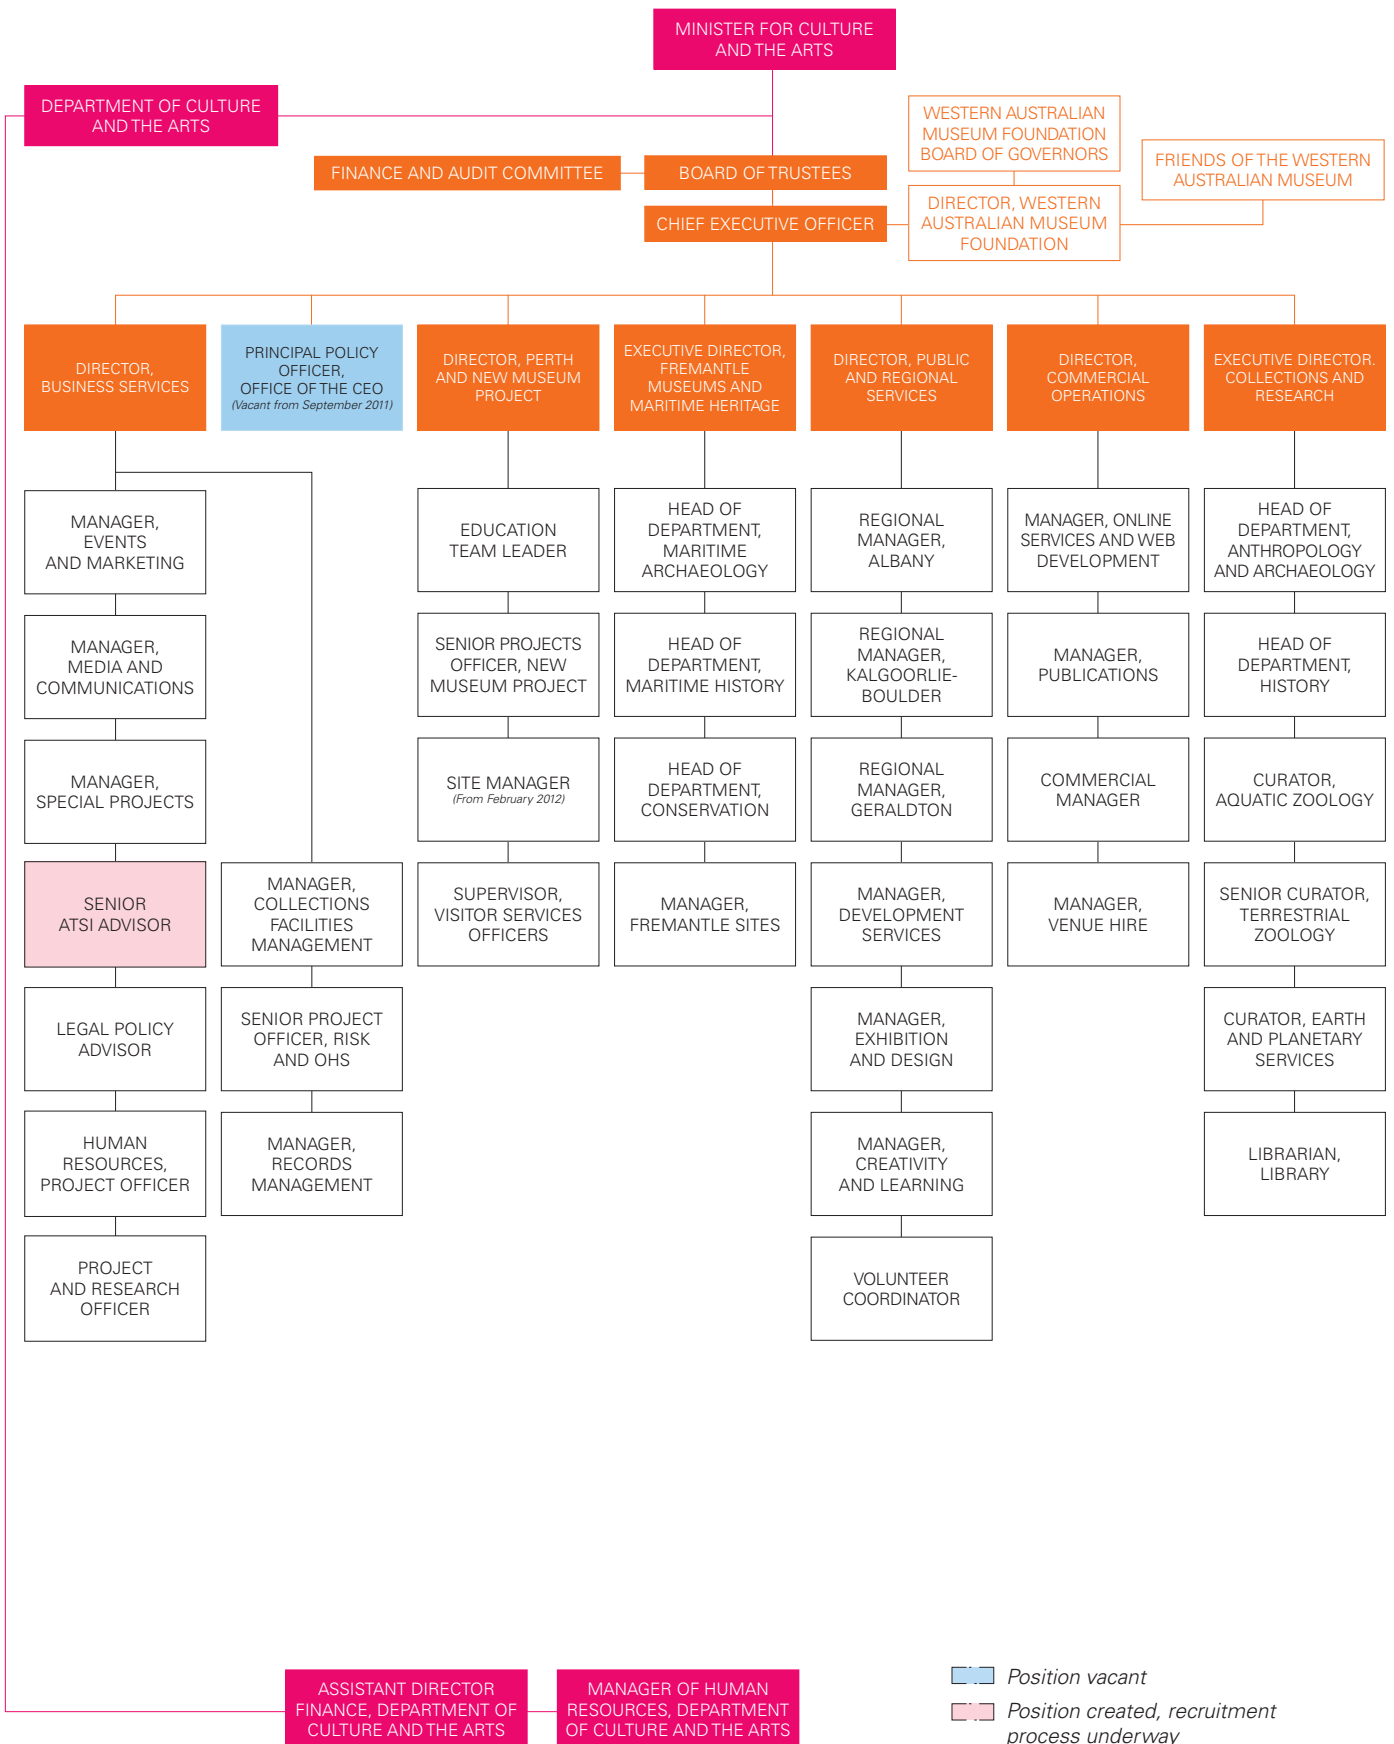 MINISTER FOR CULTURE
AND THE ARTS
DEPARTMENT OF CULTURE
AND THE ARTS
WESTERN AUSTRALIAN
MUSEUM FOUNDATION
BOARD OF GOVERNORS
FRIENDS OF THE WESTERN
AUSTRALIAN MUSEUM
FINANCE AND AUDIT COMMITTEE
BOARD OF TRUSTEES
CHIEF EXECUTIVE OFFICER
DIRECTOR, WESTERN
AUSTRALIAN MUSEUM
FOUNDATION
DIRECTOR,
BUSINESS SERVICES
PRINCIPAL POLICY
OFFICER,
OFFICE OF THE CEO
(Vacant from September 2011)
DIRECTOR, PERTH
AND NEW MUSEUM
PROJECT
EXECUTIVE DIRECTOR,
FREMANTLE
MUSEUMS AND
MARITIME HERITAGE
DIRECTOR, PUBLIC
AND REGIONAL
SERVICES
DIRECTOR,
COMMERCIAL
OPERATIONS
EXECUTIVE DIRECTOR.
COLLECTIONS AND
RESEARCH
MANAGER,
EVENTS
AND MARKETING
MANAGER,
MEDIA AND
COMMUNICATIONS
MANAGER,
SPECIAL PROJECTS
SENIOR
ATSI ADVISOR
LEGAL POLICY
ADVISOR
HUMAN
RESOURCES,
PROJECT OFFICER
PROJECT
AND RESEARCH
OFFICER
MANAGER,
COLLECTIONS
FACILITIES
MANAGEMENT
SENIOR PROJECT
OFFICER, RISK
AND OHS
MANAGER,
RECORDS
MANAGEMENT
EDUCATION
TEAM LEADER
SENIOR PROJECTS
OFFICER, NEW
MUSEUM PROJECT
SITE MANAGER
(From February 2012)
SUPERVISOR,
VISITOR SERVICES
OFFICERS
HEAD OF
DEPARTMENT,
MARITIME
ARCHAEOLOGY
HEAD OF
DEPARTMENT,
MARITIME HISTORY
HEAD OF
DEPARTMENT,
CONSERVATION
MANAGER,
FREMANTLE SITES
REGIONAL
MANAGER,
ALBANY
REGIONAL
MANAGER,
KALGOORLIE-
BOULDER
REGIONAL
MANAGER,
GERALDTON
MANAGER,
DEVELOPMENT
SERVICES
MANAGER,
EXHIBITION
AND DESIGN
MANAGER,
CREATIVITY
AND LEARNING
VOLUNTEER
COORDINATOR
MANAGER, ONLINE
SERVICES AND WEB
DEVELOPMENT
MANAGER,
PUBLICATIONS
COMMERCIAL
MANAGER
MANAGER,
VENUE HIRE
HEAD OF
DEPARTMENT,
ANTHROPOLOGY
AND ARCHAEOLOGY
HEAD OF
DEPARTMENT,
HISTORY
CURATOR,
AQUATIC ZOOLOGY
SENIOR CURATOR,
TERRESTRIAL
ZOOLOGY
CURATOR, EARTH
AND PLANETARY
SERVICES
LIBRARIAN,
LIBRARY
ASSISTANT DIRECTOR
FINANCE, DEPARTMENT OF
CULTURE AND THE ARTS
MANAGER OF HUMAN
RESOURCES, DEPARTMENT
OF CULTURE AND THE ARTS
Position vacant
Position created, recruitment
process underway